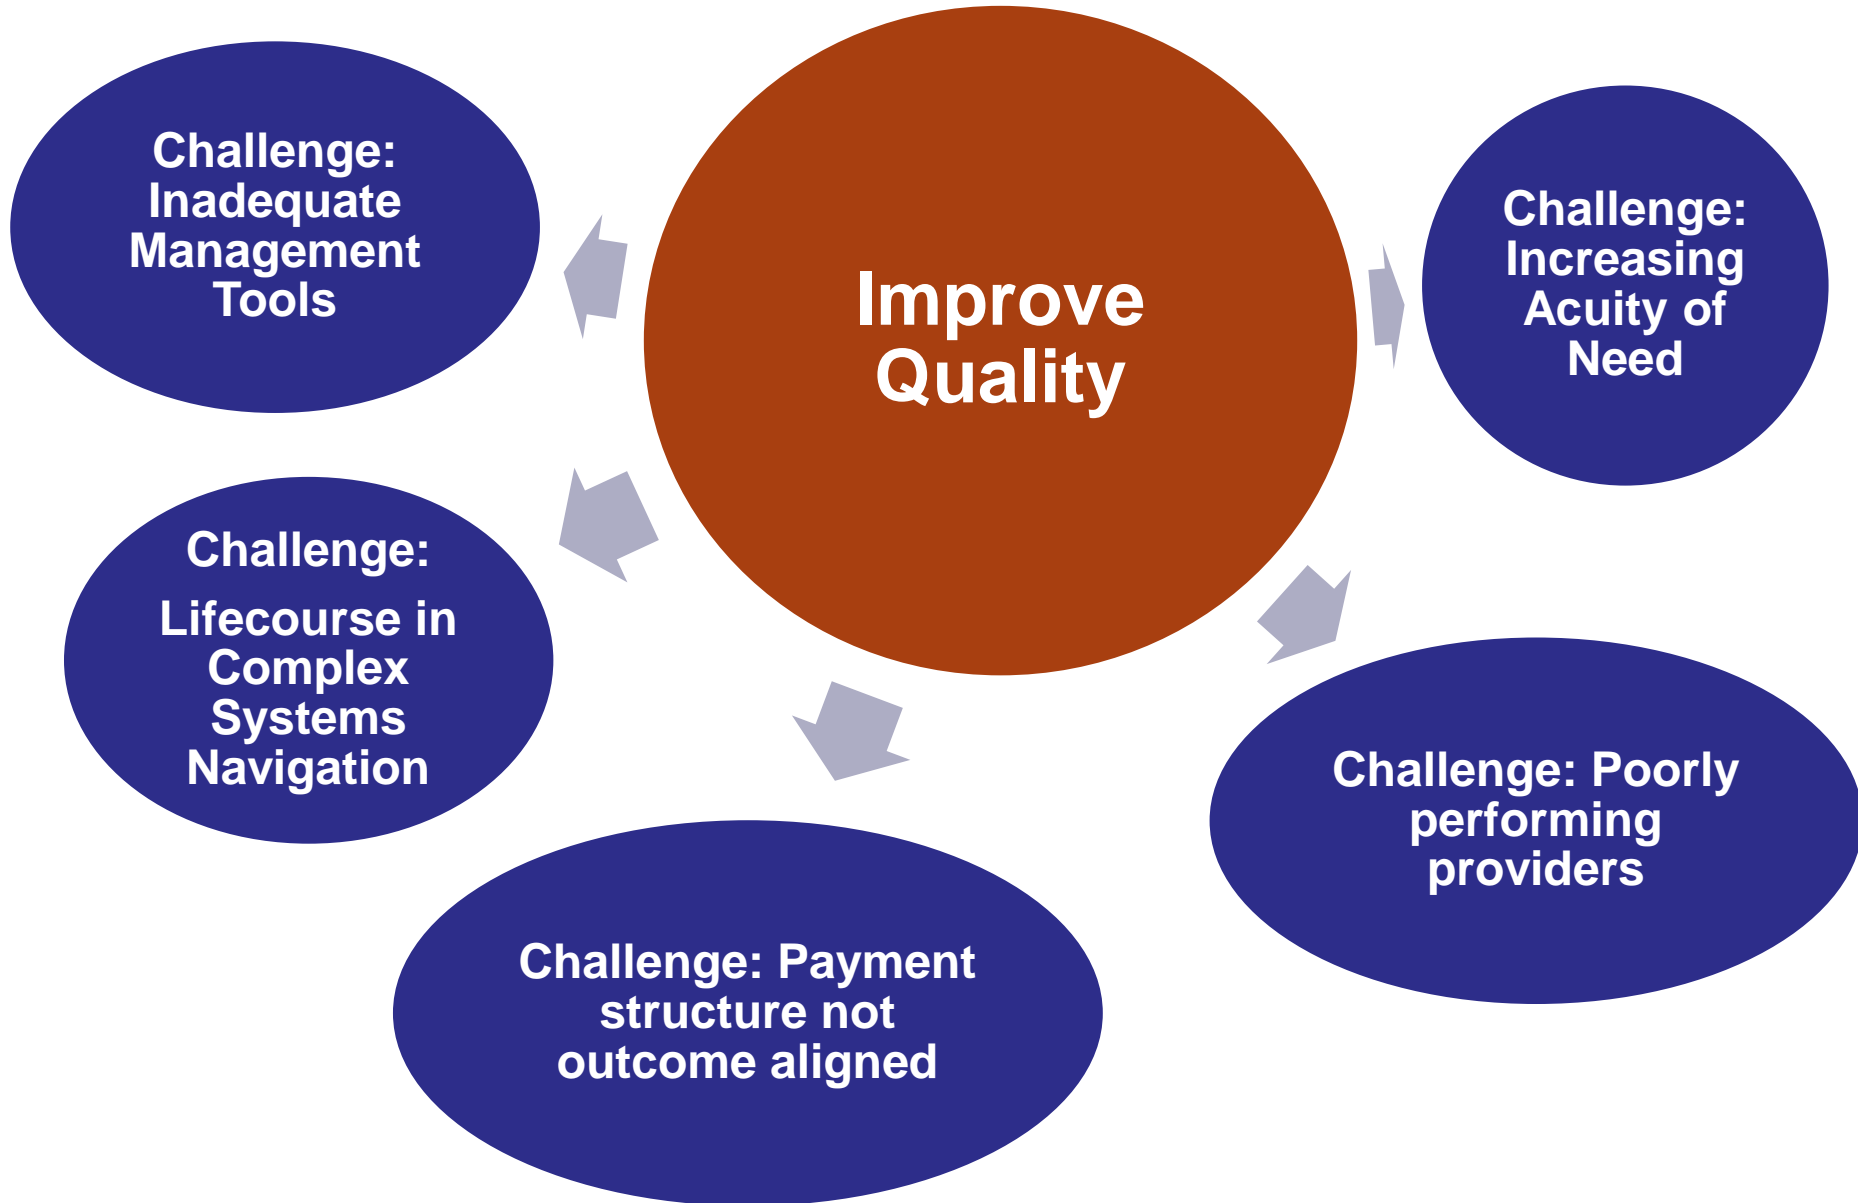 Challenge:
Inadequate
Management
Tools
Improve
Quality
Challenge:
Increasing
Acuity of
Need
Challenge:
Lifecourse in
Complex
Systems
Navigation
Challenge: Poorly
performing
providers
Challenge: Payment
structure not
outcome aligned